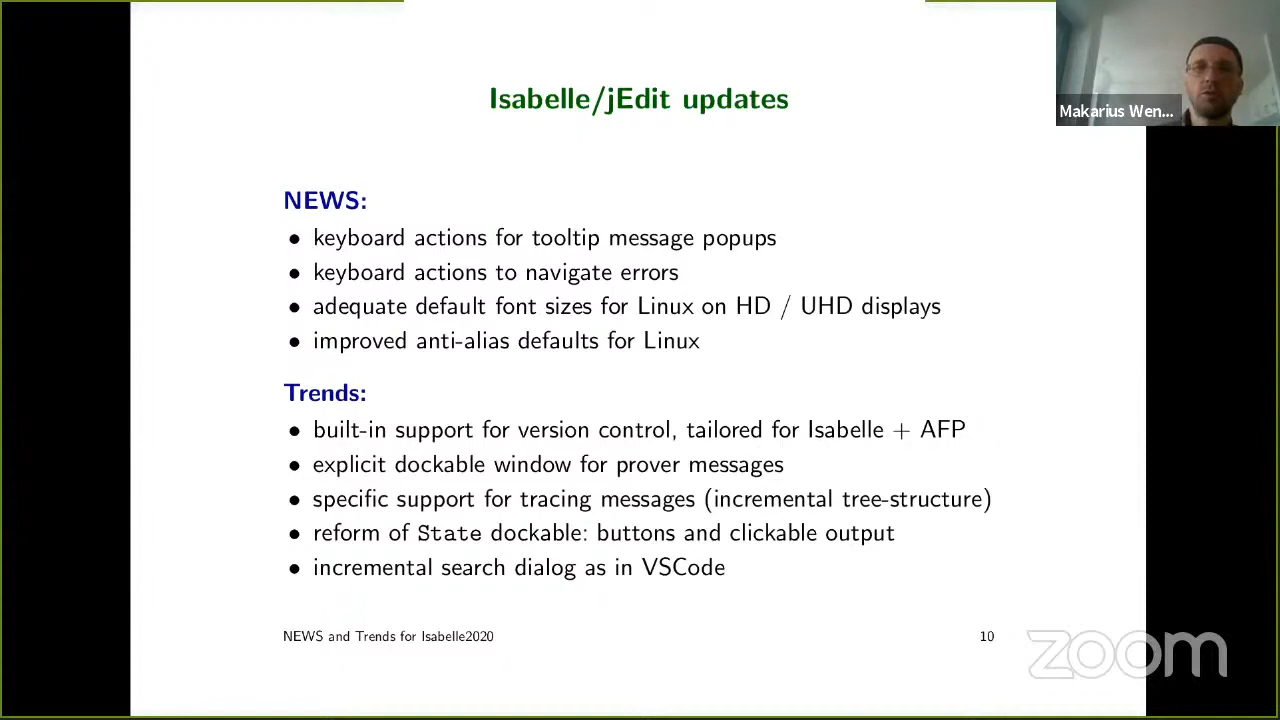 Isabelle/jEdit updates
Makarius Wen...
NEWS:
• keyboard actions for tooltip message popups
• keyboard actions to navigate errors
• adequate default font sizes for Linux on HD / UHD displays
• improved anti-alias defaults for Linux
Trends:
• built-in support for version control, tailored for Isabelle + AFP
• explicit dockable window for prover messages
• specific support for tracing messages (incremental tree-structure)
• reform of State dockable: buttons and clickable output
• incremental search dialog as in VSCode
NEWS and Trends for Isabelle2020 10
zoom